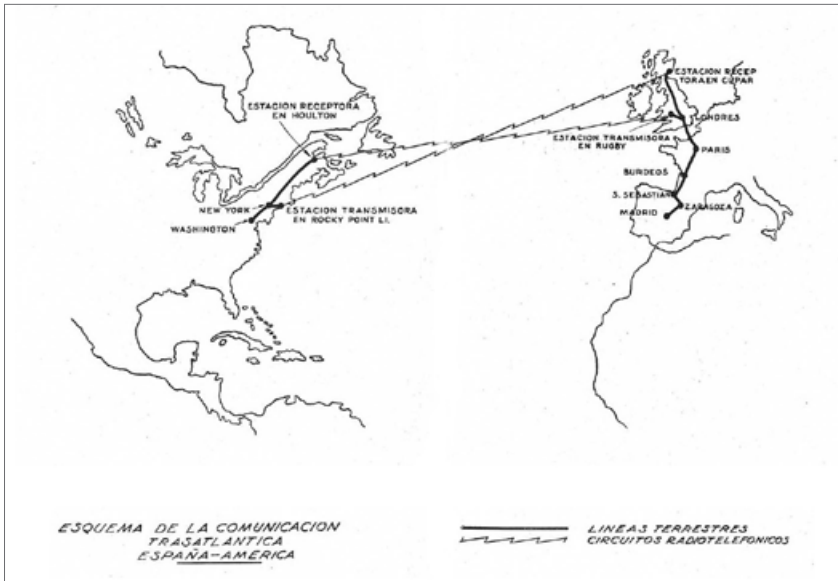 ESTACION RECEPTORA
EN HOULTON
NEW YORK
WASHINGTON
ESTACION TRANSMISORA
EN ROCKY POINT L.I.
ESTACION RECEP
TORA EN CUPAR
LONDRES
ESTACION TRANSMISORA
EN RUGBY
PARIS
BURDEOS
S. SEBASTIAN
ZARAGOZA
MADRID
ESQUEMA DE LA COMUNICACION
TRASATLANTICA
ESPAÑA-AMÉRICA
LINEAS TERRESTRES
CIRCUITOS RADIOTELEFONICOS